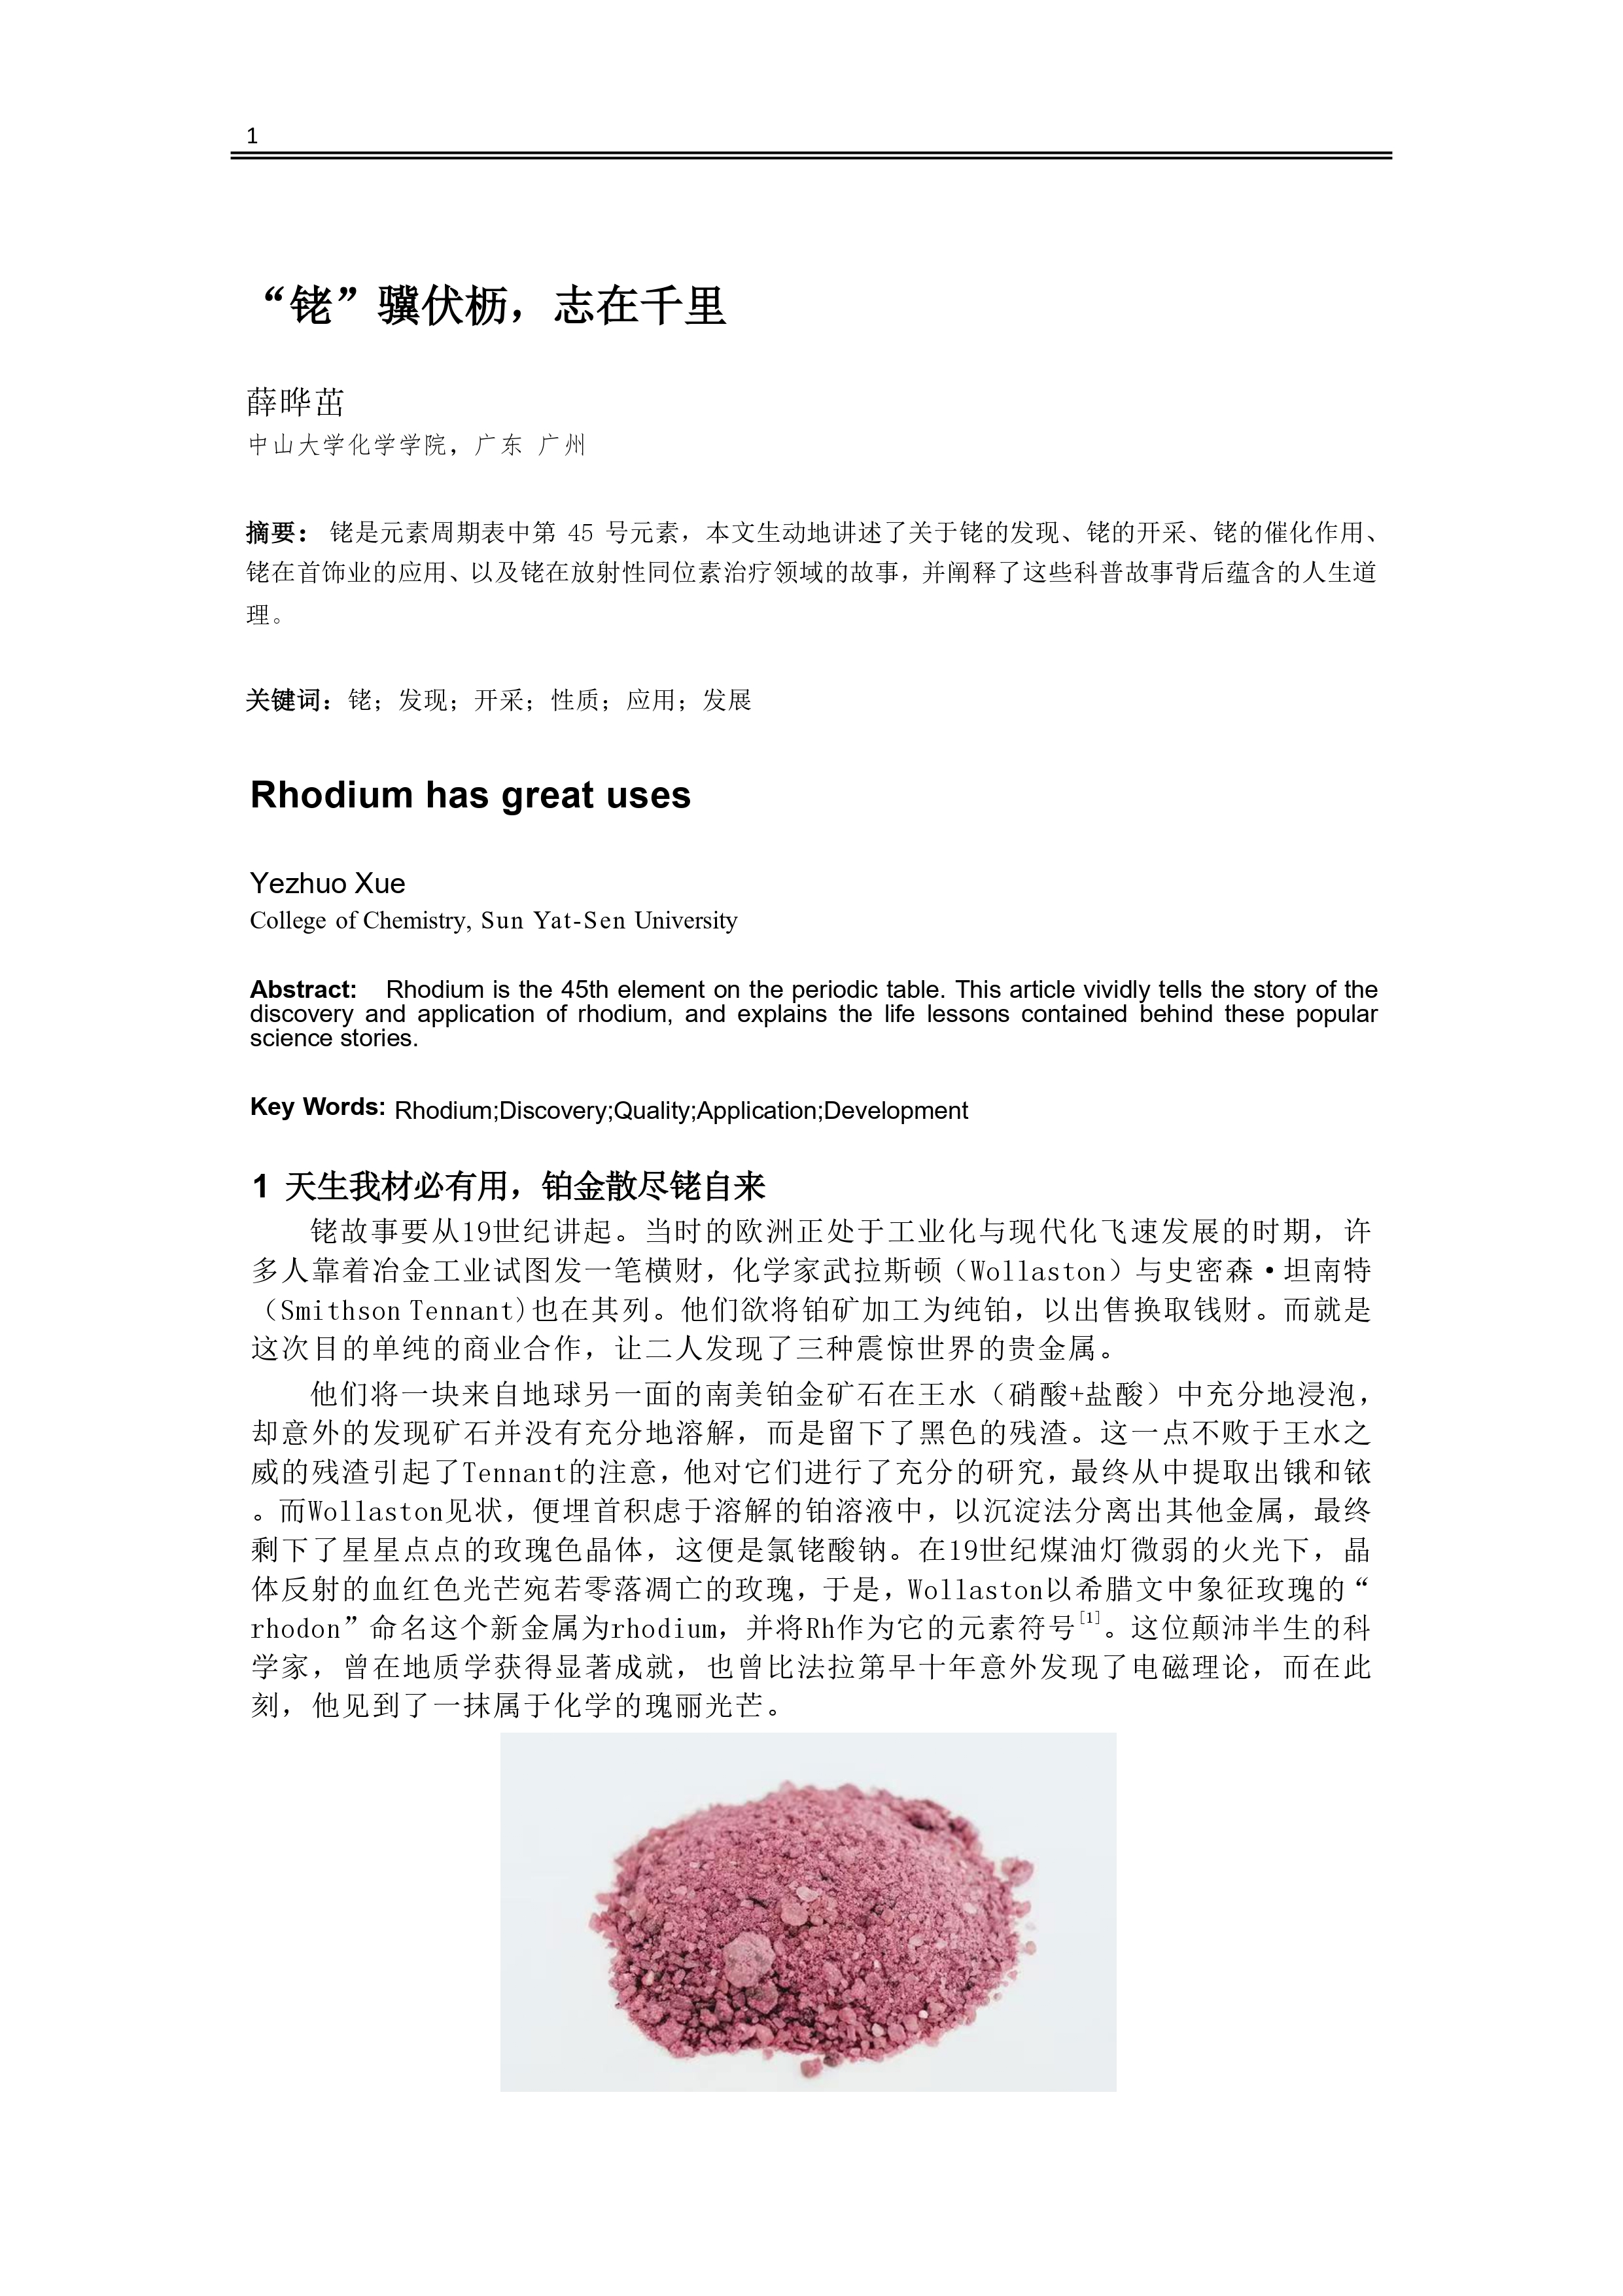 1
“铑”骥伏枥，志在千里
薛晔茁
中山大学化学学院，广东 广州
摘要： 铑是元素周期表中第 45 号元素，本文生动地讲述了关于铑的发现、铑的开采、铑的催化作用、
铑在首饰业的应用、以及铑在放射性同位素治疗领域的故事，并阐释了这些科普故事背后蕴含的人生道
理。
关键词：铑；发现；开采；性质；应用；发展
Rhodium has great uses
Yezhuo Xue
College of Chemistry, Sun Yat-Sen University
Abstract: Rhodium is the 45th element on the periodic table. This article vividly tells the story of the
discovery and application of rhodium, and explains the life lessons contained behind these popular
science stories.
Key Words: Rhodium;Discovery;Quality;Application;Development
1 天生我材必有用，铂金散尽铑自来
铑故事要从19世纪讲起。当时的欧洲正处于工业化与现代化飞速发展的时期，许
多人靠着冶金工业试图发一笔横财，化学家武拉斯顿（Wollaston）与史密森·坦南特
（Smithson Tennant)也在其列。他们欲将铂矿加工为纯铂，以出售换取钱财。而就是
这次目的单纯的商业合作，让二人发现了三种震惊世界的贵金属。
他们将一块来自地球另一面的南美铂金矿石在王水（硝酸+盐酸）中充分地浸泡，
却意外的发现矿石并没有充分地溶解，而是留下了黑色的残渣。这一点不败于王水之
威的残渣引起了Tennant的注意，他对它们进行了充分的研究，最终从中提取出锇和铱
。而Wollaston见状，便埋首积虑于溶解的铂溶液中，以沉淀法分离出其他金属，最终
剩下了星星点点的玫瑰色晶体，这便是氯铑酸钠。在19世纪煤油灯微弱的火光下，晶
体反射的血红色光芒宛若零落凋亡的玫瑰，于是，Wollaston以希腊文中象征玫瑰的“
rhodon”命名这个新金属为rhodium，并将Rh作为它的元素符号[1]。这位颠沛半生的科
学家，曾在地质学获得显著成就，也曾比法拉第早十年意外发现了电磁理论，而在此
刻，他见到了一抹属于化学的瑰丽光芒。